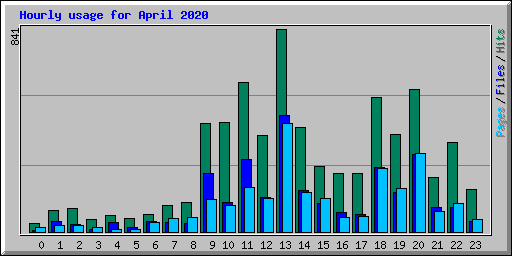 Hourly usage for April 2020
841
Pages/Files/Hits
0 1 2 3 4 5 6 7 8 9 10 11 12 13 14 15 16 17 18 19 20 21 22 23